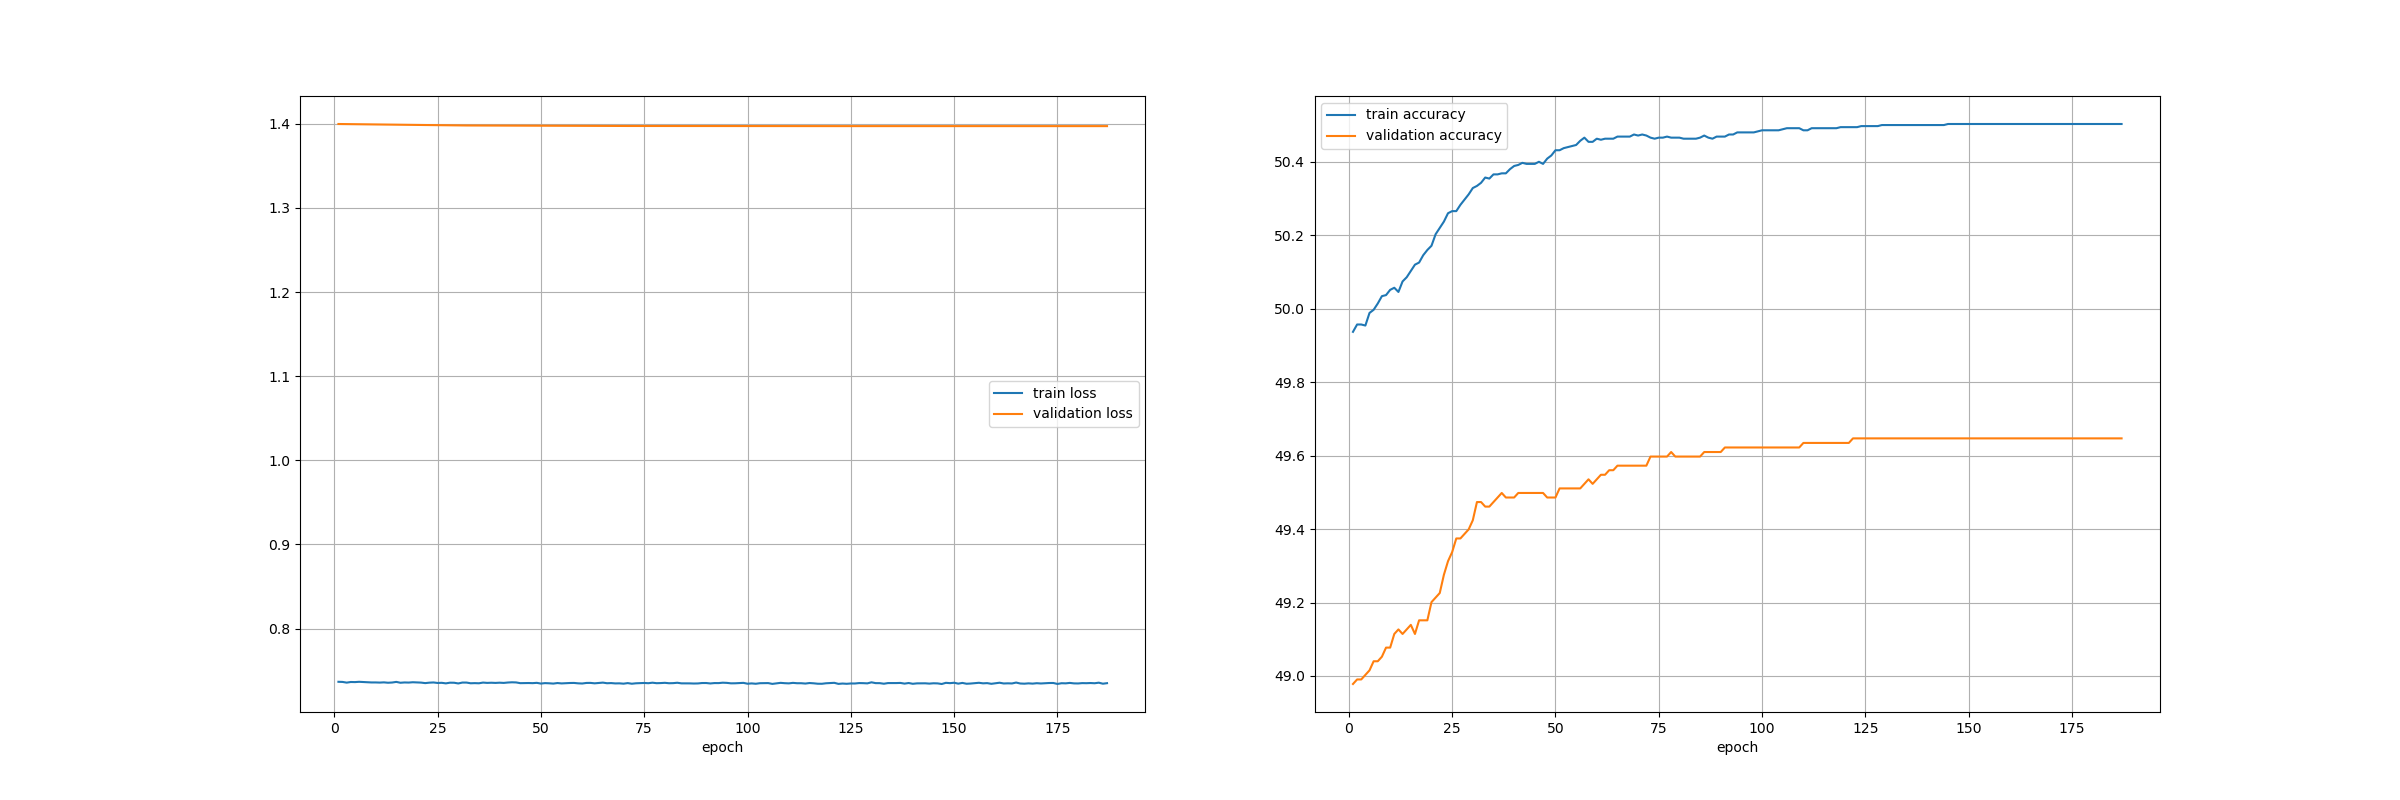 1.4
1.3
1.2
1.1
1.0
0.9
0.8
train loss
validation loss
0 25 50 75 100 125 150 175
epoch
train accuracy
validation accuracy
50.4
50.2
50.0
49.8
49.6
49.4
49.2
49.0
0 25 50 75 100 125 150 175
epoch